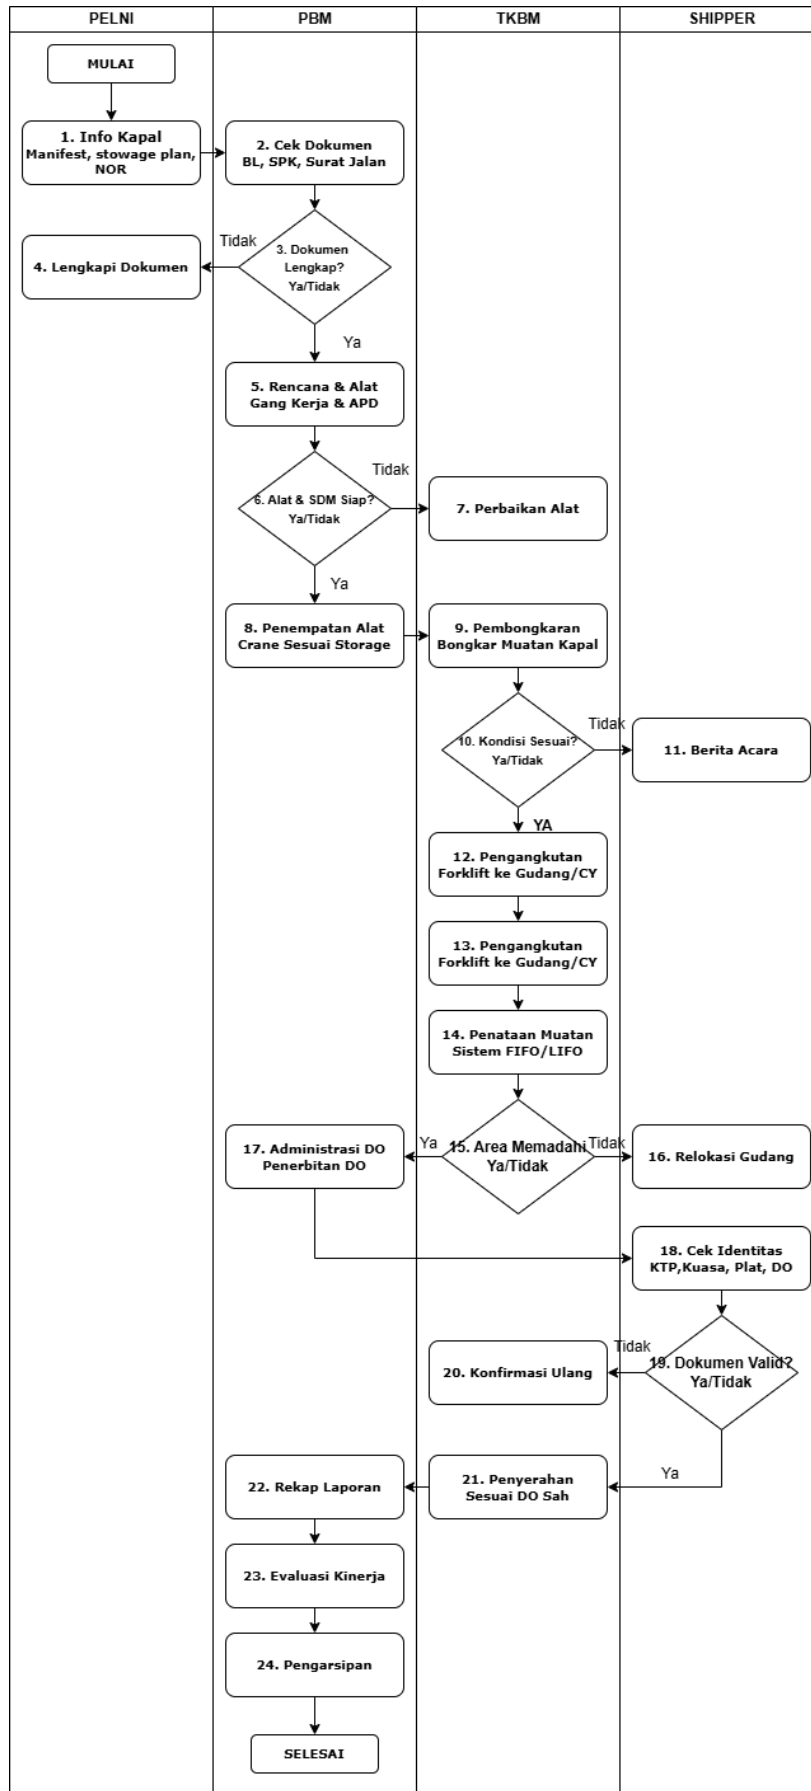 PELNI
PBM
TKBM
SHIPPER
MULAI
1. Info Kapal
Manifest, stowage plan,
NOR
2. Cek Dokumen
BL, SPK, Surat Jalan
3. Dokumen
Lengkap?
Ya/Tidak
Tidak
4. Lengkapi Dokumen
Ya
5. Rencana & Alat
Gang Kerja & APD
6. Alat & SDM Siap?
Ya/Tidak
Tidak
7. Perbaikan Alat
Ya
8. Penempatan Alat
Crane Sesuai Storage
9. Pembongkaran
Bongkar Muatan Kapal
10. Kondisi Sesuai?
Ya/Tidak
Tidak
11. Berita Acara
YA
12. Pengangkutan
Forklift ke Gudang/CY
13. Pengangkutan
Forklift ke Gudang/CY
14. Penataan Muatan
Sistem FIFO/LIFO
15. Area Memadahi
Ya/Tidak
Tidak
16. Relokasi Gudang
Ya
17. Administrasi DO
Penerbitan DO
18. Cek Identitas
KTP,Kuasa, Plat, DO
19. Dokumen Valid?
Ya/Tidak
Tidak
20. Konfirmasi Ulang
Ya
21. Penyerahan
Sesuai DO Sah
22. Rekap Laporan
23. Evaluasi Kinerja
24. Pengarsipan
SELESAI